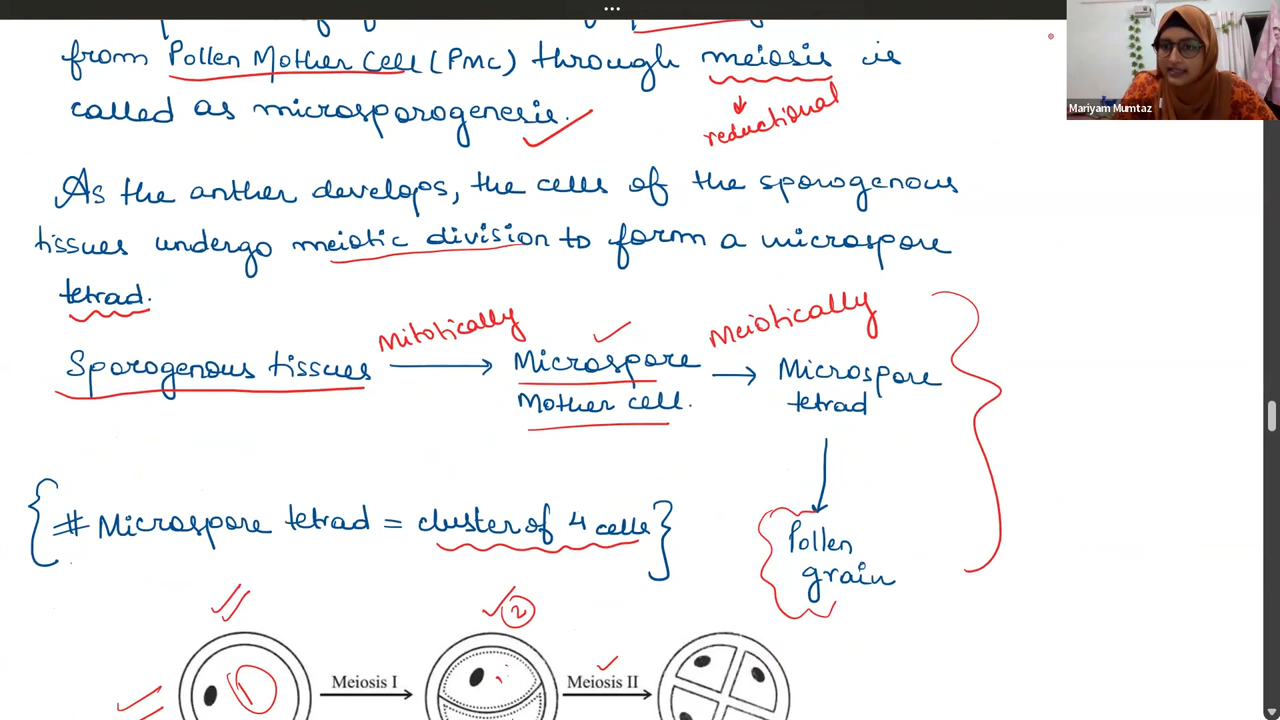 from Pollen Mother Cell (PMC) through meiosis is
called as microsporogenesis.
reductional
As the anther develops, the cells of the sporogenous
tissues undergo meiotic division to form a microspore
tetrad.
Mitotically
Meiotically
Sporogenous tissues
Microspore
Mother cell.
Microspore
tetrad
{# Microspore tetrad = cluster of 4 cells}
Pollen
grain
2
Meiosis I
Meiosis II
Mariyam Mumtaz